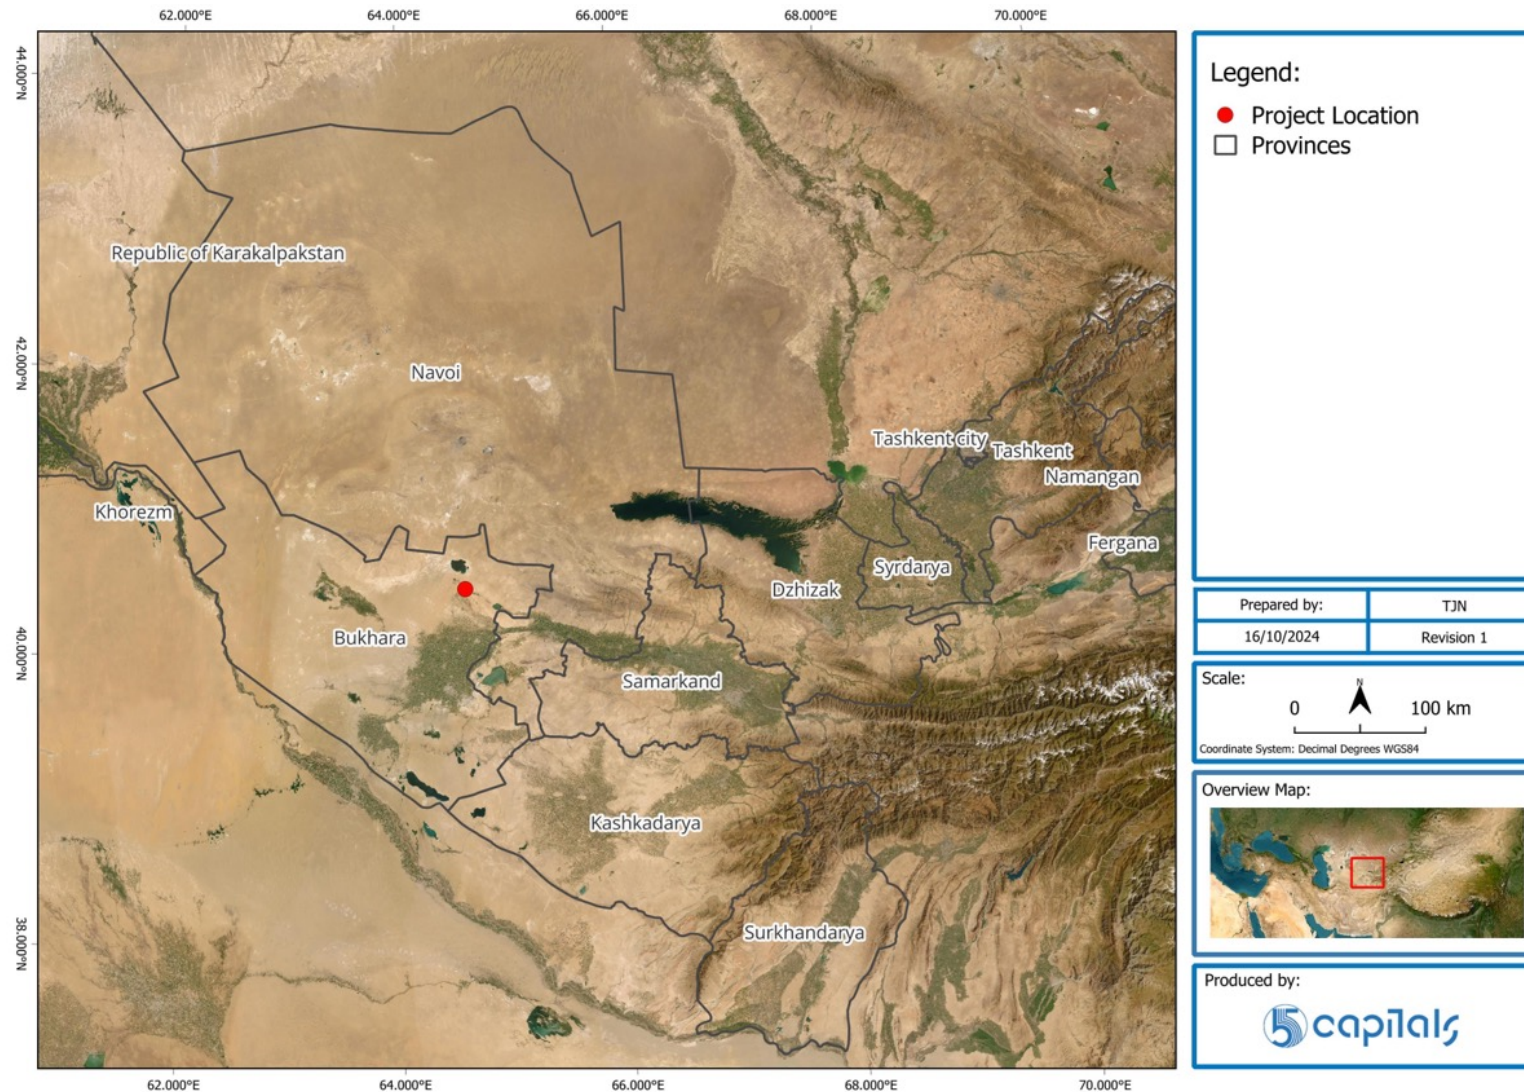 62.000°E 64.000°E 66.000°E 68.000°E 70.000°E
44.000°N
42.000°N
40.000°N
38.000°N
Republic of Karakalpakstan
Navoi
Tashkent city
Tashkent
Namangan
Khorezm
Fergana
Syrdarya
Dzhizak
Bukhara
Samarkand
Kashkadarya
Surkhandarya
62.000°E 64.000°E 66.000°E 68.000°E 70.000°E
Legend:
Project Location
Provinces
Prepared by: TJN
16/10/2024 Revision 1
Scale:
N
0 100 km
Coordinate System: Decimal Degrees WGS84
Overview Map:
Produced by:
5 capitals